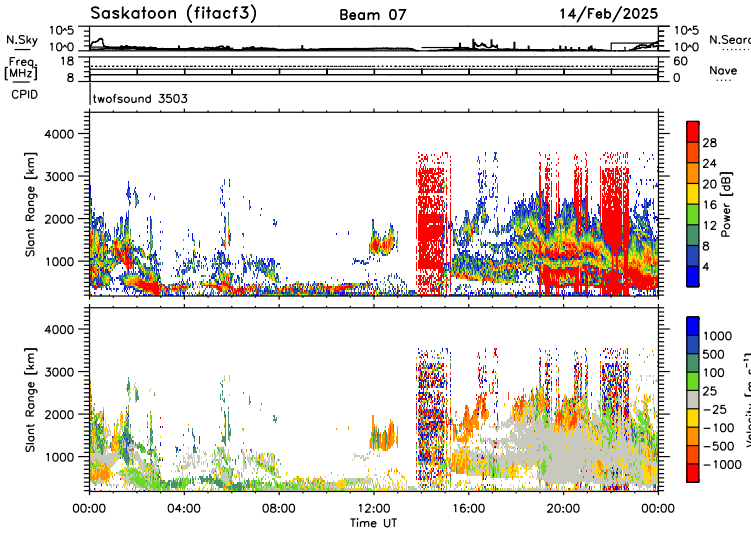 Saskatoon (fitacf3) Beam 07 14/Feb/2025
N.Sky 10^5 10^0 10^5 10^0 N.Sear
Freq. [MHz] 18 8 60 0 Nave
CPID twofsound 3503
Slant Range [km] 4000 3000 2000 1000
28 24 20 16 12 8 4 Power [dB]
Slant Range [km] 4000 3000 2000 1000
1000 500 100 25 -25 -100 -500 -1000 Velocity [m s^-1]
00:00 04:00 08:00 12:00 16:00 20:00 00:00
Time UT